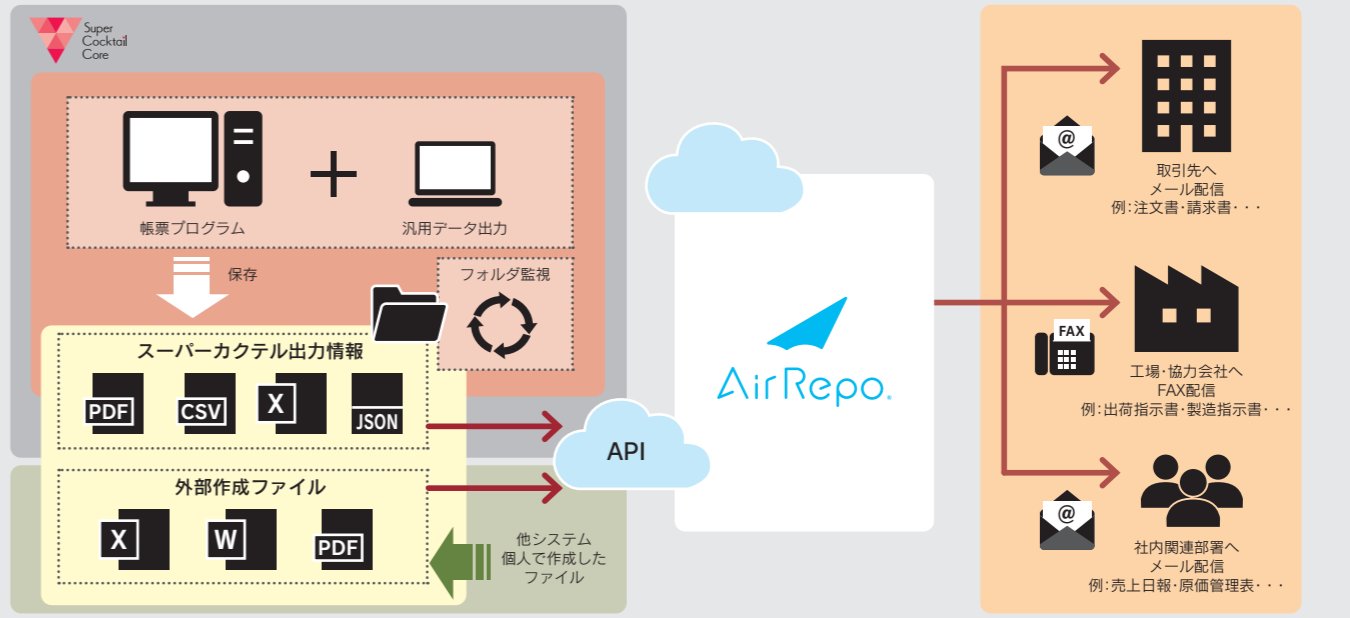 Super
Cocktail
Core
帳票プログラム
汎用データ出力
保存
フォルダ監視
スーパーカクテル出力情報
PDF
CSV
X
JSON
外部作成ファイル
X
W
PDF
他システム
個人で作成した
ファイル
API
AirRepo®
@
取引先へ
メール配信
例：注文書・請求書・・・
FAX
工場・協力会社へ
FAX配信
例：出荷指示書・製造指示書・・・
@
社内関連部署へ
メール配信
例：売上日報・原価管理表・・・